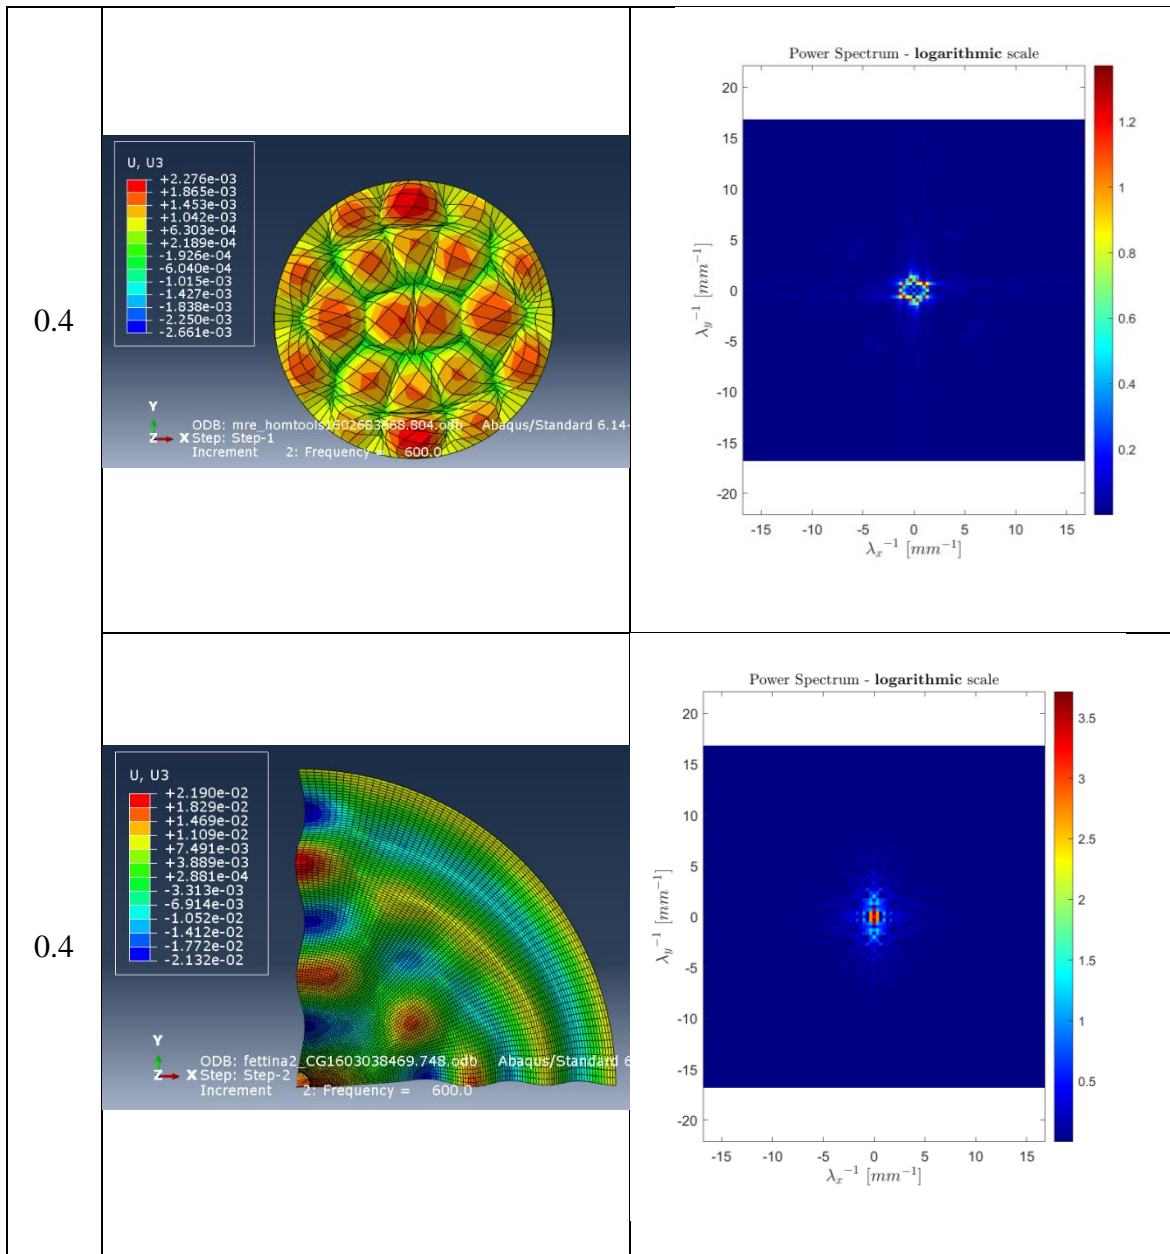 0.4
U, U3
+2.276e-03
+1.865e-03
+1.453e-03
+1.042e-03
+6.303e-04
+2.189e-04
-1.926e-04
-6.040e-04
-1.015e-03
-1.427e-03
-1.838e-03
-2.250e-03
-2.661e-03
Y
Z X
ODB: mre_homtools1602683868.804.odb Abaqus/Standard 6.14-
Step: Step-1
Increment 2: Frequency = 600.0
Power Spectrum - logarithmic scale
20
15
10
5
0
-5
-10
-15
-20
λy⁻¹ [mm⁻¹]
-15 -10 -5 0 5 10 15
λx⁻¹ [mm⁻¹]
1.2
1
0.8
0.6
0.4
0.2
0.4
U, U3
+2.190e-02
+1.829e-02
+1.469e-02
+1.109e-02
+7.491e-03
+3.889e-03
+2.881e-04
-3.313e-03
-6.914e-03
-1.052e-02
-1.412e-02
-1.772e-02
-2.132e-02
Y
Z X
ODB: fettina2_CG1603038469.748.odb Abaqus/Standard 6
Step: Step-2
Increment 2: Frequency = 600.0
Power Spectrum - logarithmic scale
20
15
10
5
0
-5
-10
-15
-20
λy⁻¹ [mm⁻¹]
-15 -10 -5 0 5 10 15
λx⁻¹ [mm⁻¹]
3.5
3
2.5
2
1.5
1
0.5